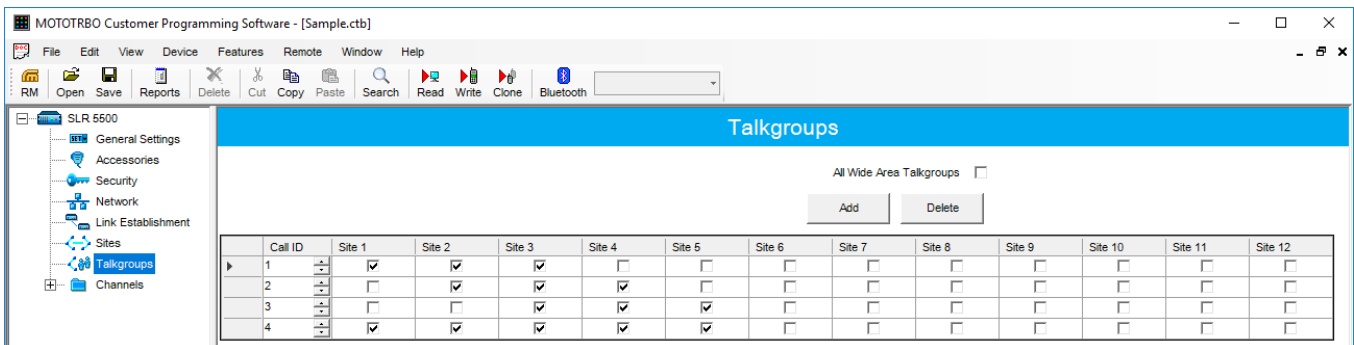 MOTOTRBO Customer Programming Software - [Sample.ctb]
File Edit View Device Features Remote Window Help
RM Open Save Reports Delete Cut Copy Paste Search Read Write Clone Bluetooth
SLR 5500
General Settings
Accessories
Security
Network
Link Establishment
Sites
Talkgroups
Channels
Talkgroups
All Wide Area Talkgroups
Add Delete
Call ID Site 1 Site 2 Site 3 Site 4 Site 5 Site 6 Site 7 Site 8 Site 9 Site 10 Site 11 Site 12
1
2
3
4